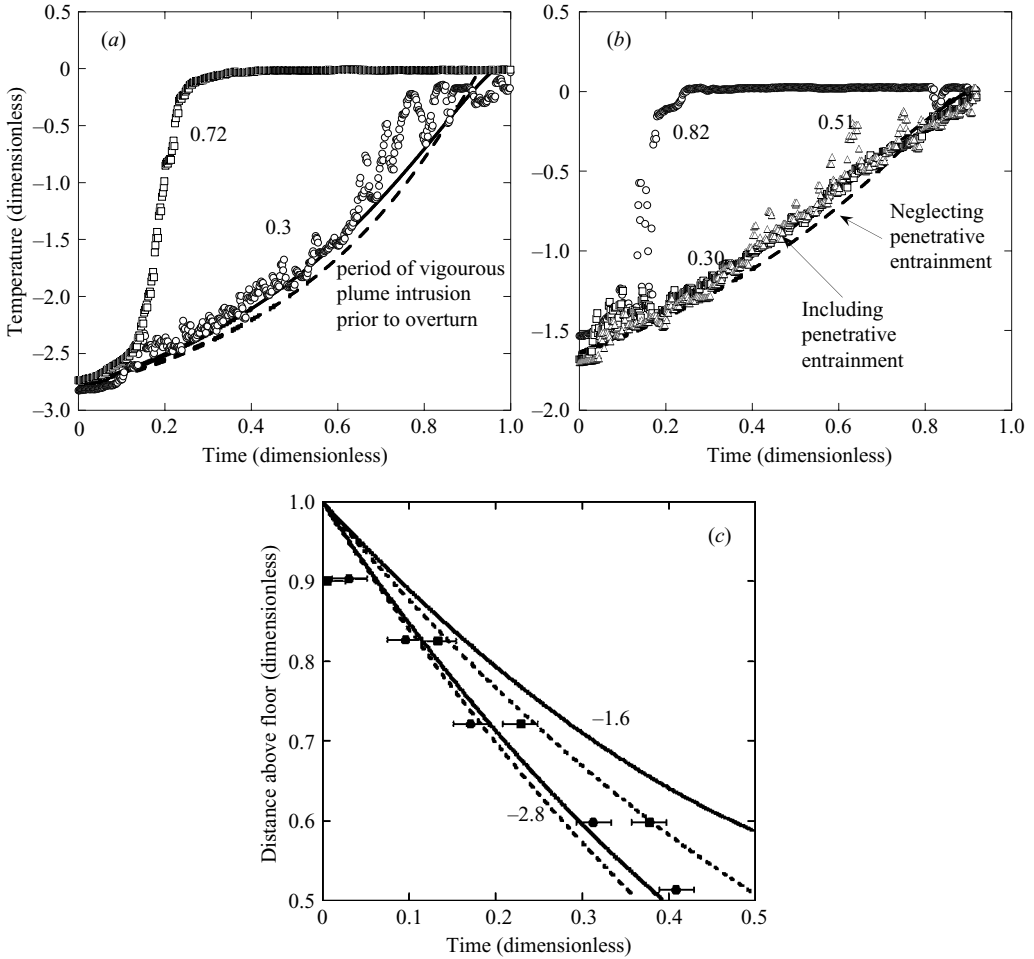 (a)
0.5
0
–0.5
–1.0
–1.5
–2.0
–2.5
–3.0
Temperature (dimensionless)
0.72
0.3
period of vigourous
plume intrusion
prior to overturn
0
0.2
0.4
0.6
0.8
1.0
Time (dimensionless)
(b)
0.5
0
–0.5
–1.0
–1.5
–2.0
0.82
0.51
0.30
Neglecting
penetrative
entrainment
Including
penetrative
entrainment
0
0.2
0.4
0.6
0.8
1.0
Time (dimensionless)
(c)
1.0
0.9
0.8
0.7
0.6
0.5
Distance above floor (dimensionless)
–1.6
–2.8
0
0.1
0.2
0.3
0.4
0.5
Time (dimensionless)